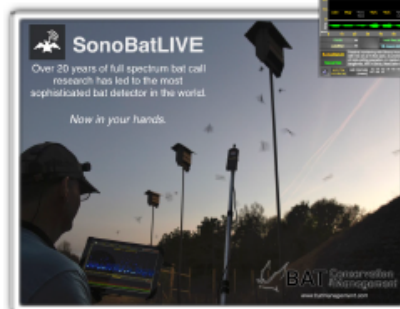 SonoBatLIVE
Over 20 years of full spectrum bat call
research has led to the most
sophisticated bat detector in the world.
Now in your hands.
BAT Conservation
& Management
www.batmanagement.com